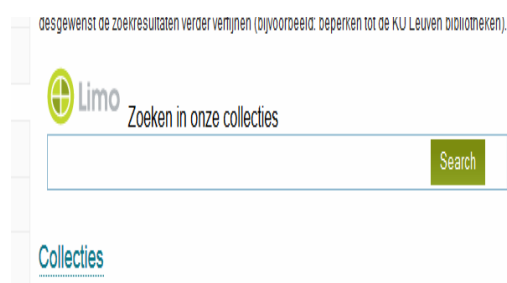 desgewenst de zoekresultaten verder verfijnen (bijvoorbeeld: beperken tot de KU Leuven bibliotheken).
Limo Zoeken in onze collecties
Search
Collecties